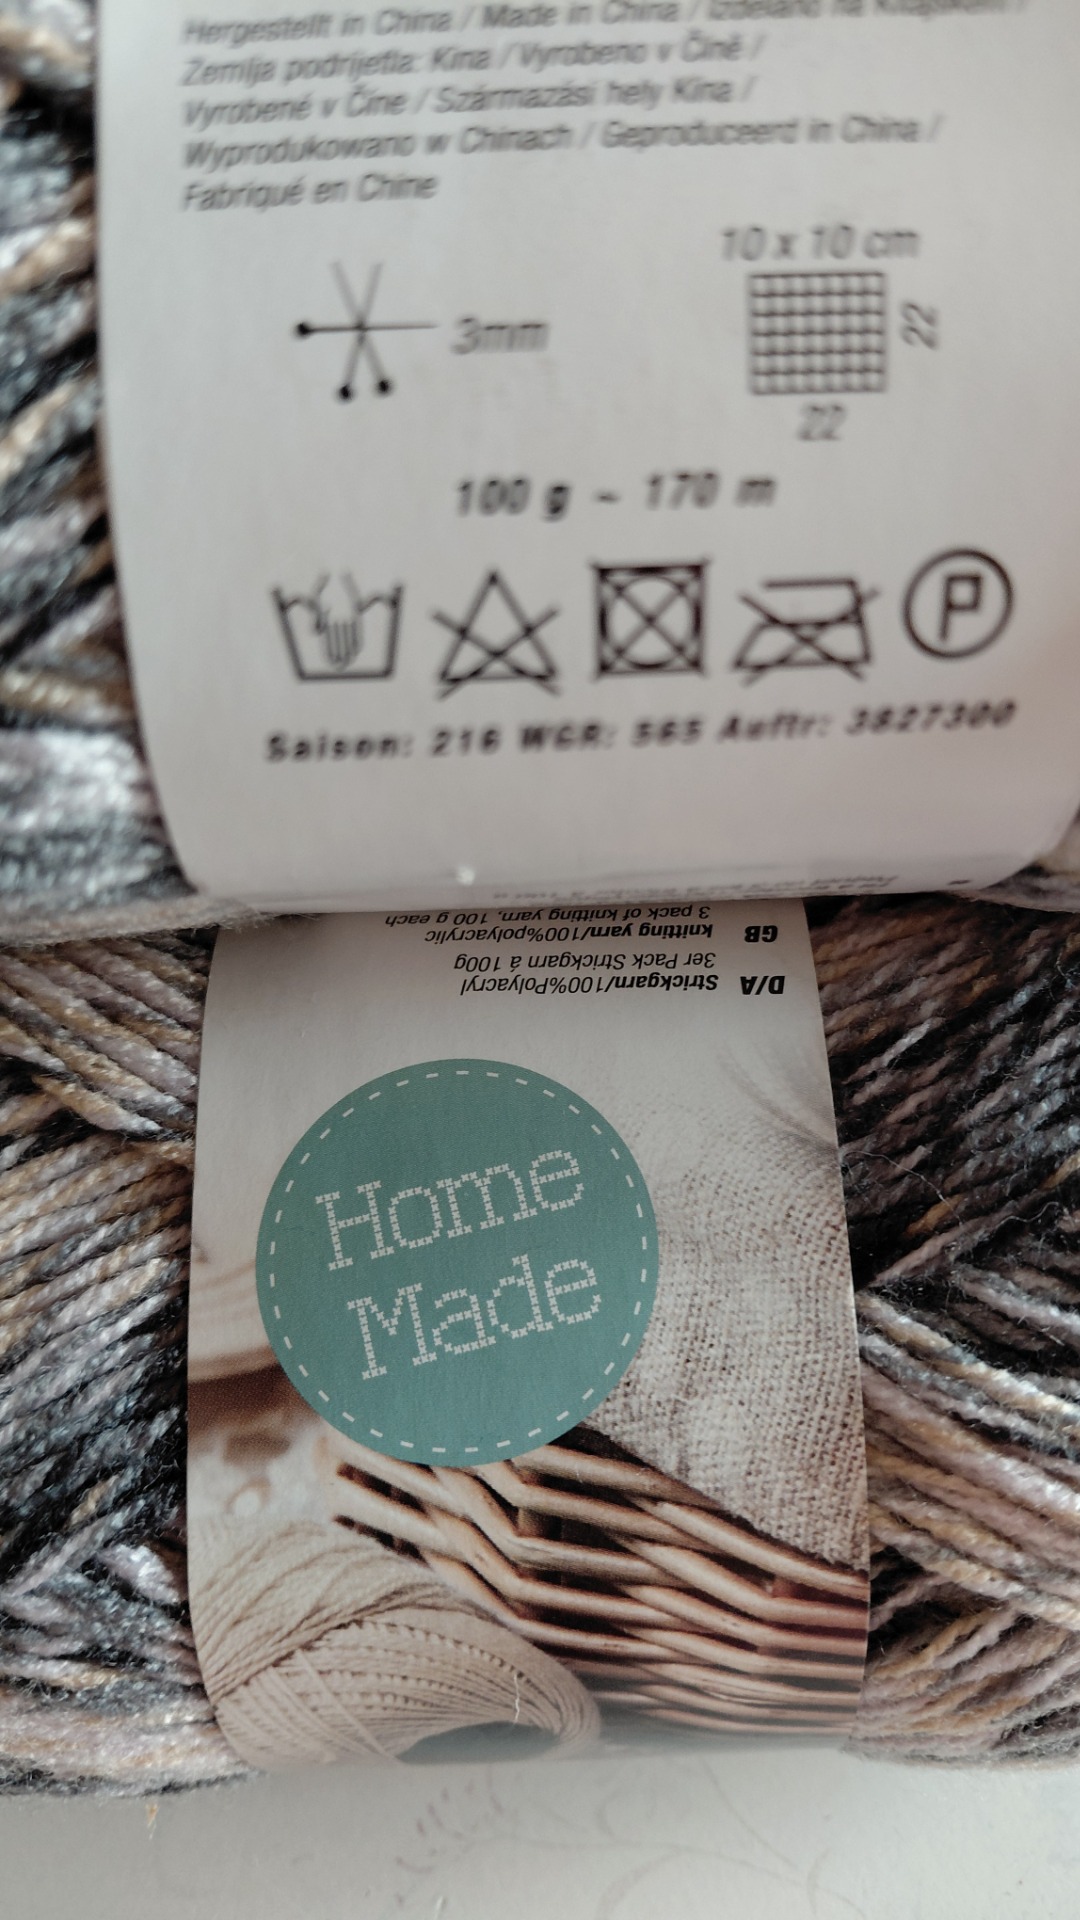 Hergestellt in China / Made in China / Izdelano na Kitajskem /
Zemlja podrijetla: Kina / Vyrobeno v Číně /
Vyrobené v Číne / Származási hely Kína /
Wyprodukowano w Chinach / Geproduceerd in China /
Fabriqué en Chine
10 x 10 cm
3mm
22
22
100 g ~ 170 m
P
Saison: 216 WGR: 565 Auftr: 3827300
D/A Strickgarn/100%Polyacryl
3er Pack Strickgarn á 100g
GB knitting yarn/100%polyacrylic
3 pack of knitting yarn, 100 g each
Home
Made